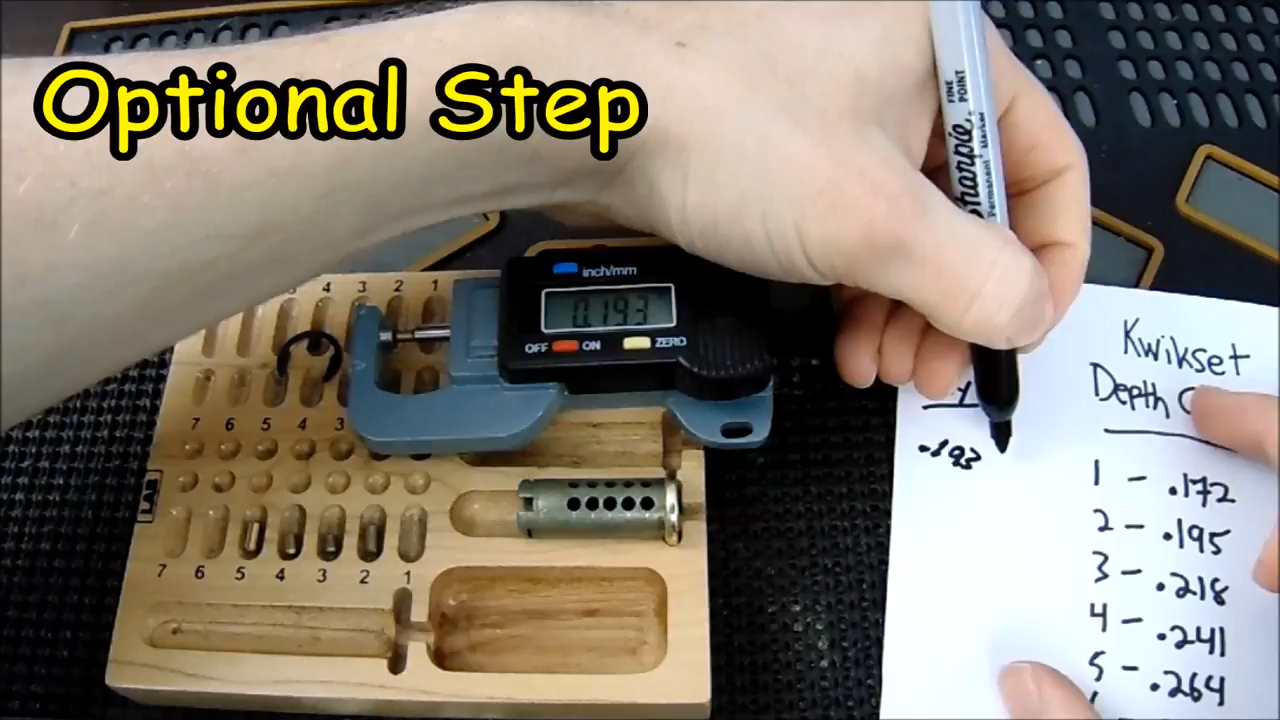 Optional Step
FINE
POINT
Sharpie
Permanent Marker
inch/mm
0.193
OFF ON ZERO
4 3 2 1
7 6 5 4 3
7 6 5 4 3 2 1
.193
Kwikset
Depth
1 - .172
2 - .195
3 - .218
4 - .241
5 - .264